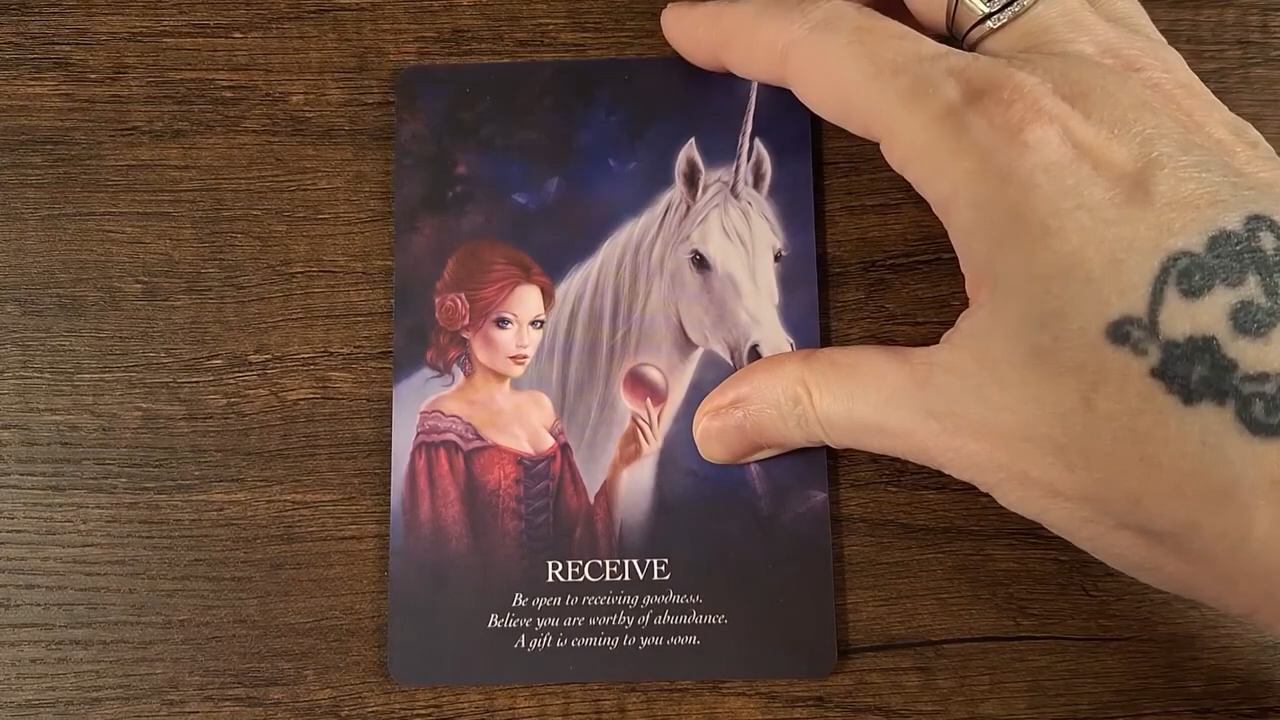 RECEIVE
Be open to receiving goodness.
Believe you are worthy of abundance.
A gift is coming to you soon.